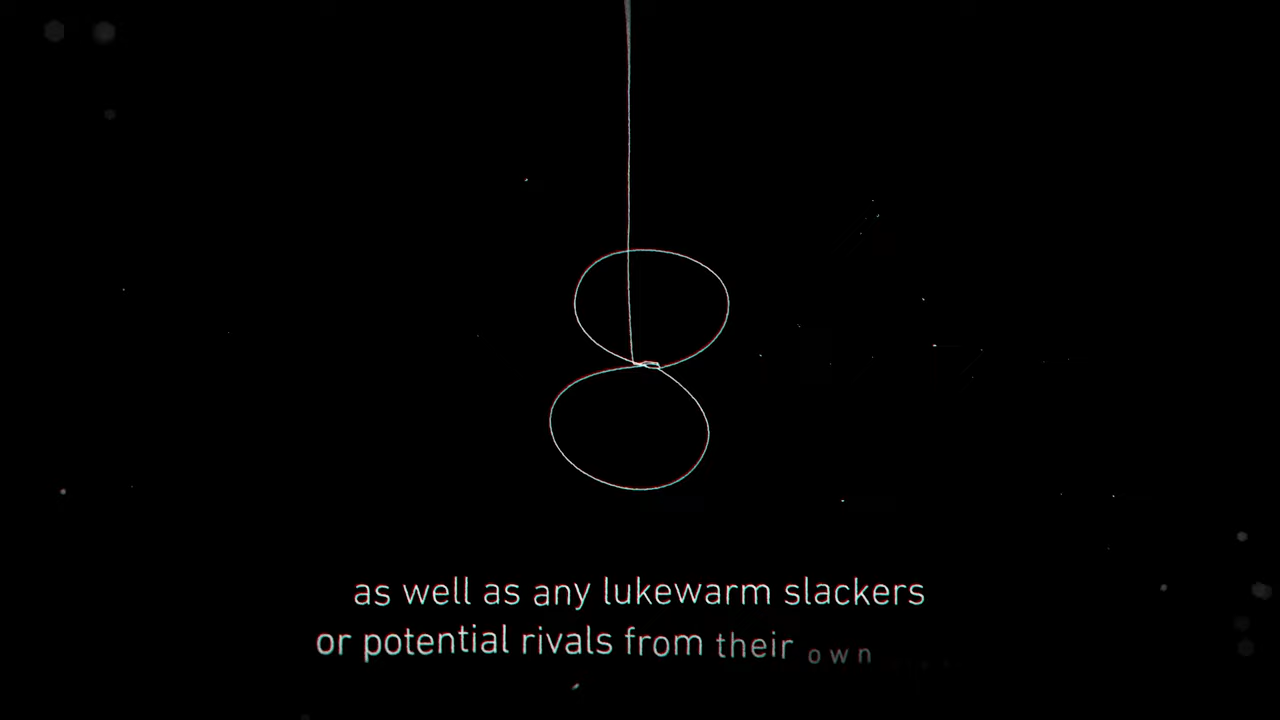 as well as any lukewarm slackers
or potential rivals from their own